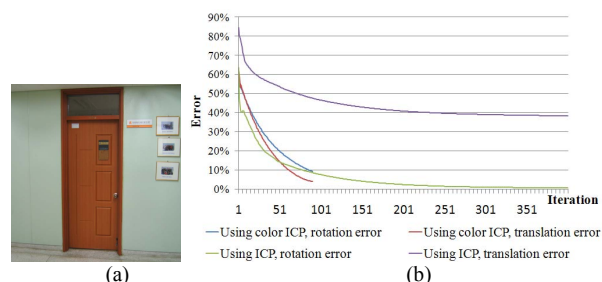 90%
80%
70%
60%
50%
40%
30%
20%
10%
0%
Error
1 51 101 151 201 251 301 351
Iteration
Using color ICP, rotation error
Using color ICP, translation error
Using ICP, rotation error
Using ICP, translation error
(a) (b)